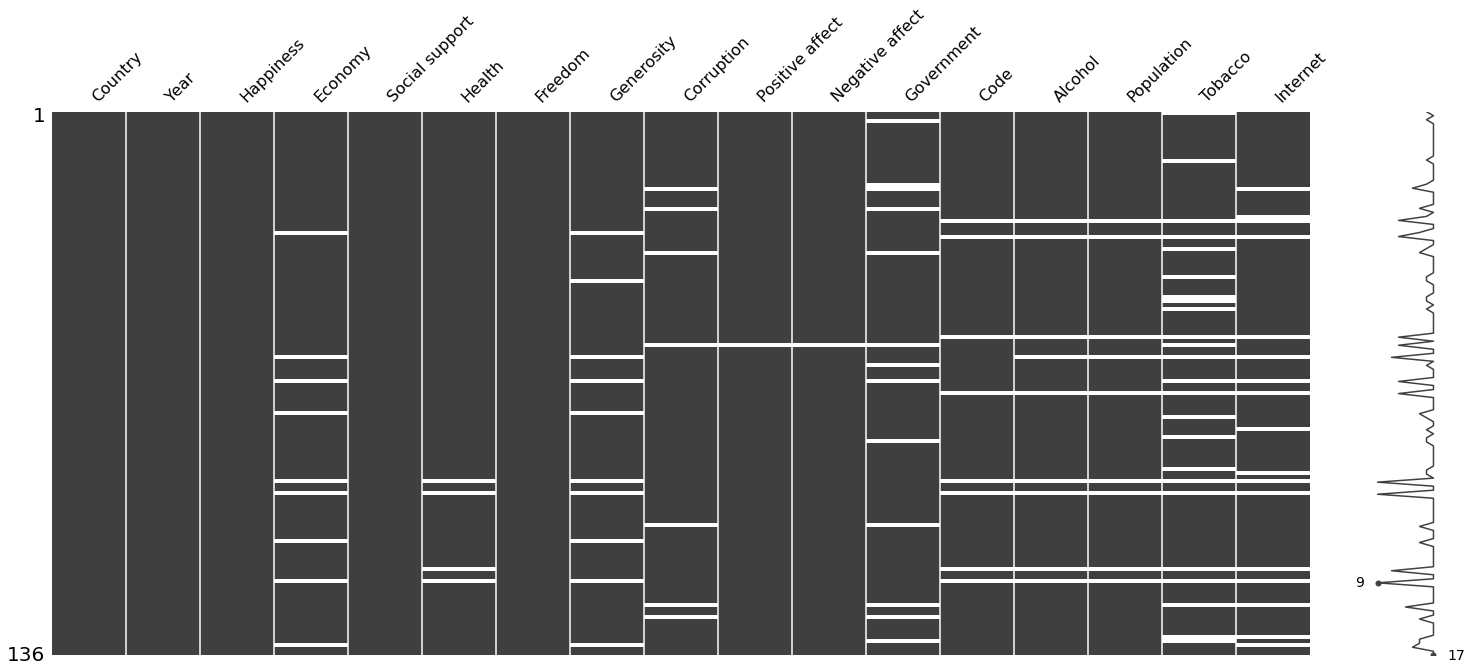 Country
Year
Happiness
Economy
Social support
Health
Freedom
Generosity
Corruption
Positive affect
Negative affect
Government
Code
Alcohol
Population
Tobacco
Internet
1
9
136
17